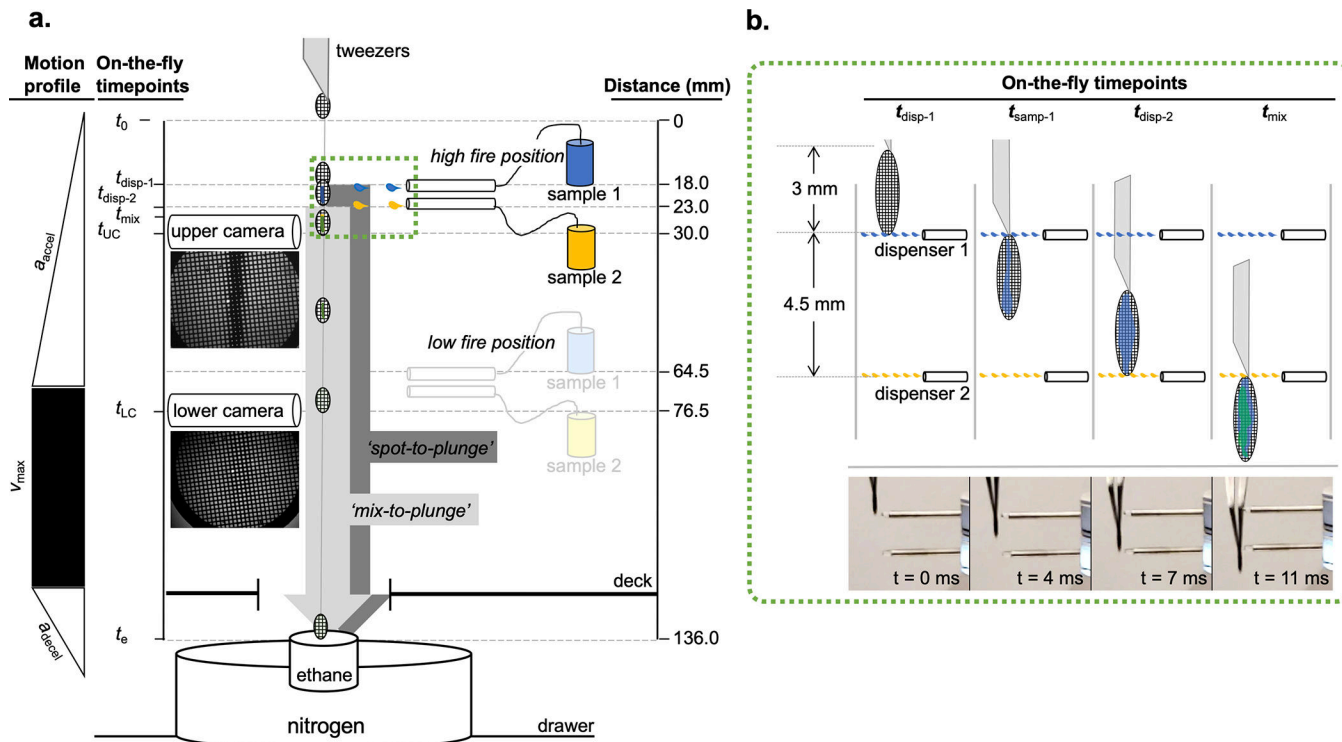 a.
Motion
profile
On-the-fly
timepoints
tweezers
Distance (mm)
t0
0
high fire position
sample 1
tdisp-1
18.0
tdisp-2
23.0
tmix
tUC
30.0
upper camera
sample 2
aaccel
low fire position
sample 1
64.5
tLC
lower camera
76.5
sample 2
'spot-to-plunge'
vmax
'mix-to-plunge'
deck
adecel
te
136.0
ethane
nitrogen
drawer
b.
On-the-fly timepoints
tdisp-1 tsamp-1 tdisp-2 tmix
3 mm
dispenser 1
4.5 mm
dispenser 2
t = 0 ms t = 4 ms t = 7 ms t = 11 ms